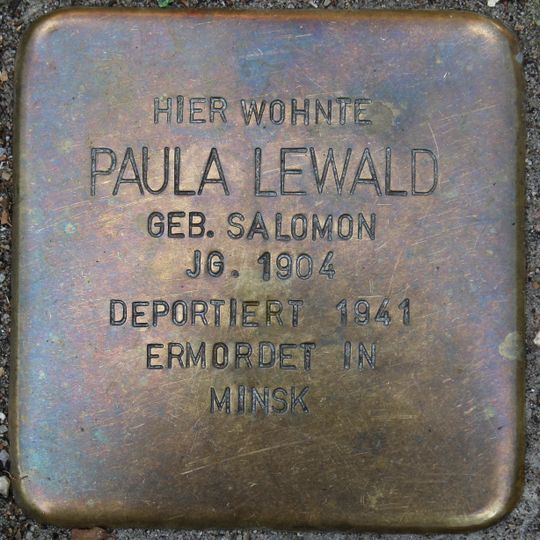 HIER WOHNTE
PAULA LEWALD
GEB. SALOMON
JG. 1904
DEPORTIERT 1941
ERMORDET IN
MINSK